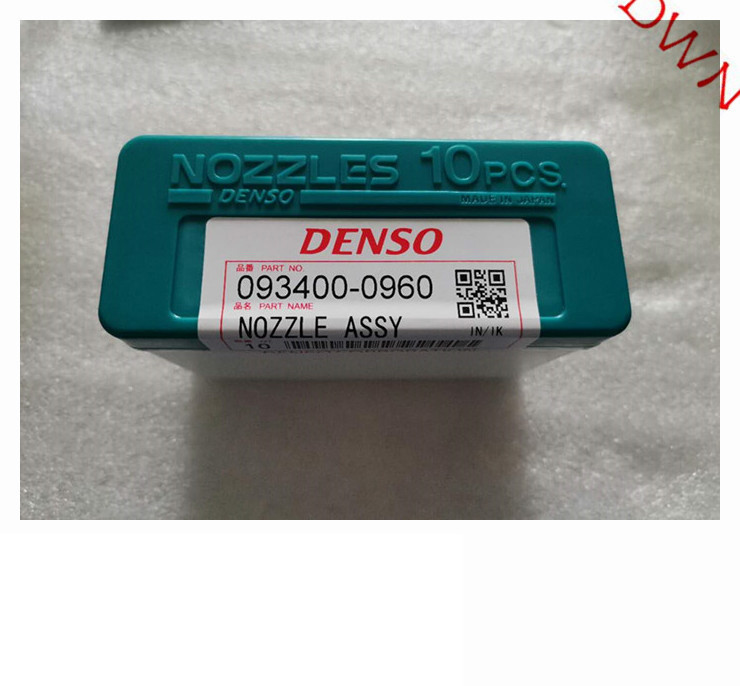 DWN
NOZZLES 10PCS.
DENSO
MADE IN JAPAN
DENSO
品番 PART NO.
093400-0960
品名 PART NAME
NOZZLE ASSY
IN/IK
10